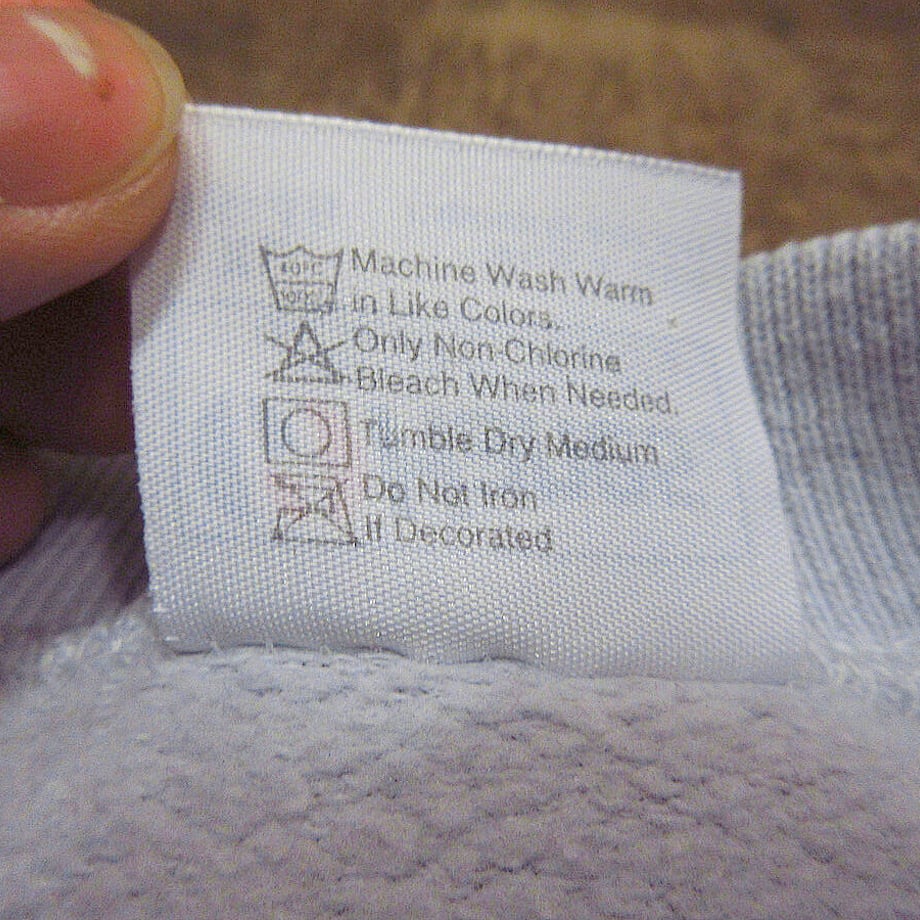 40°C
Machine Wash Warm
in Like Colors.
Only Non-Chlorine
Bleach When Needed.
Tumble Dry Medium
Do Not Iron
If Decorated